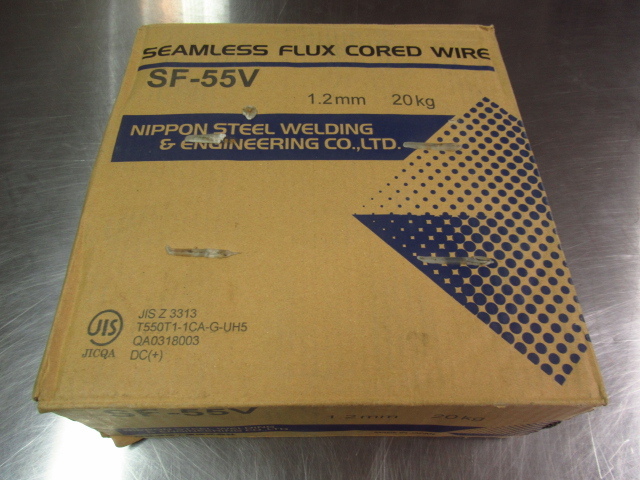 SEAMLESS FLUX CORED WIRE
SF-55V
1.2mm 20kg
NIPPON STEEL WELDING
& ENGINEERING CO.,LTD.
JIS
JICQA
JIS Z 3313
T550T1-1CA-G-UH5
QA0318003
DC(+)
SF-55V
1.2mm 20kg